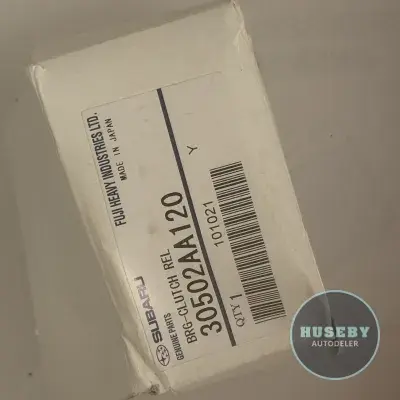 SUBARU
GENUINE PARTS
BRG-CLUTCH REL
30502AA120
QTY 1
101021
Y
FUJI HEAVY INDUSTRIES LTD.
MADE IN JAPAN
HUSEBY
AUTODELER